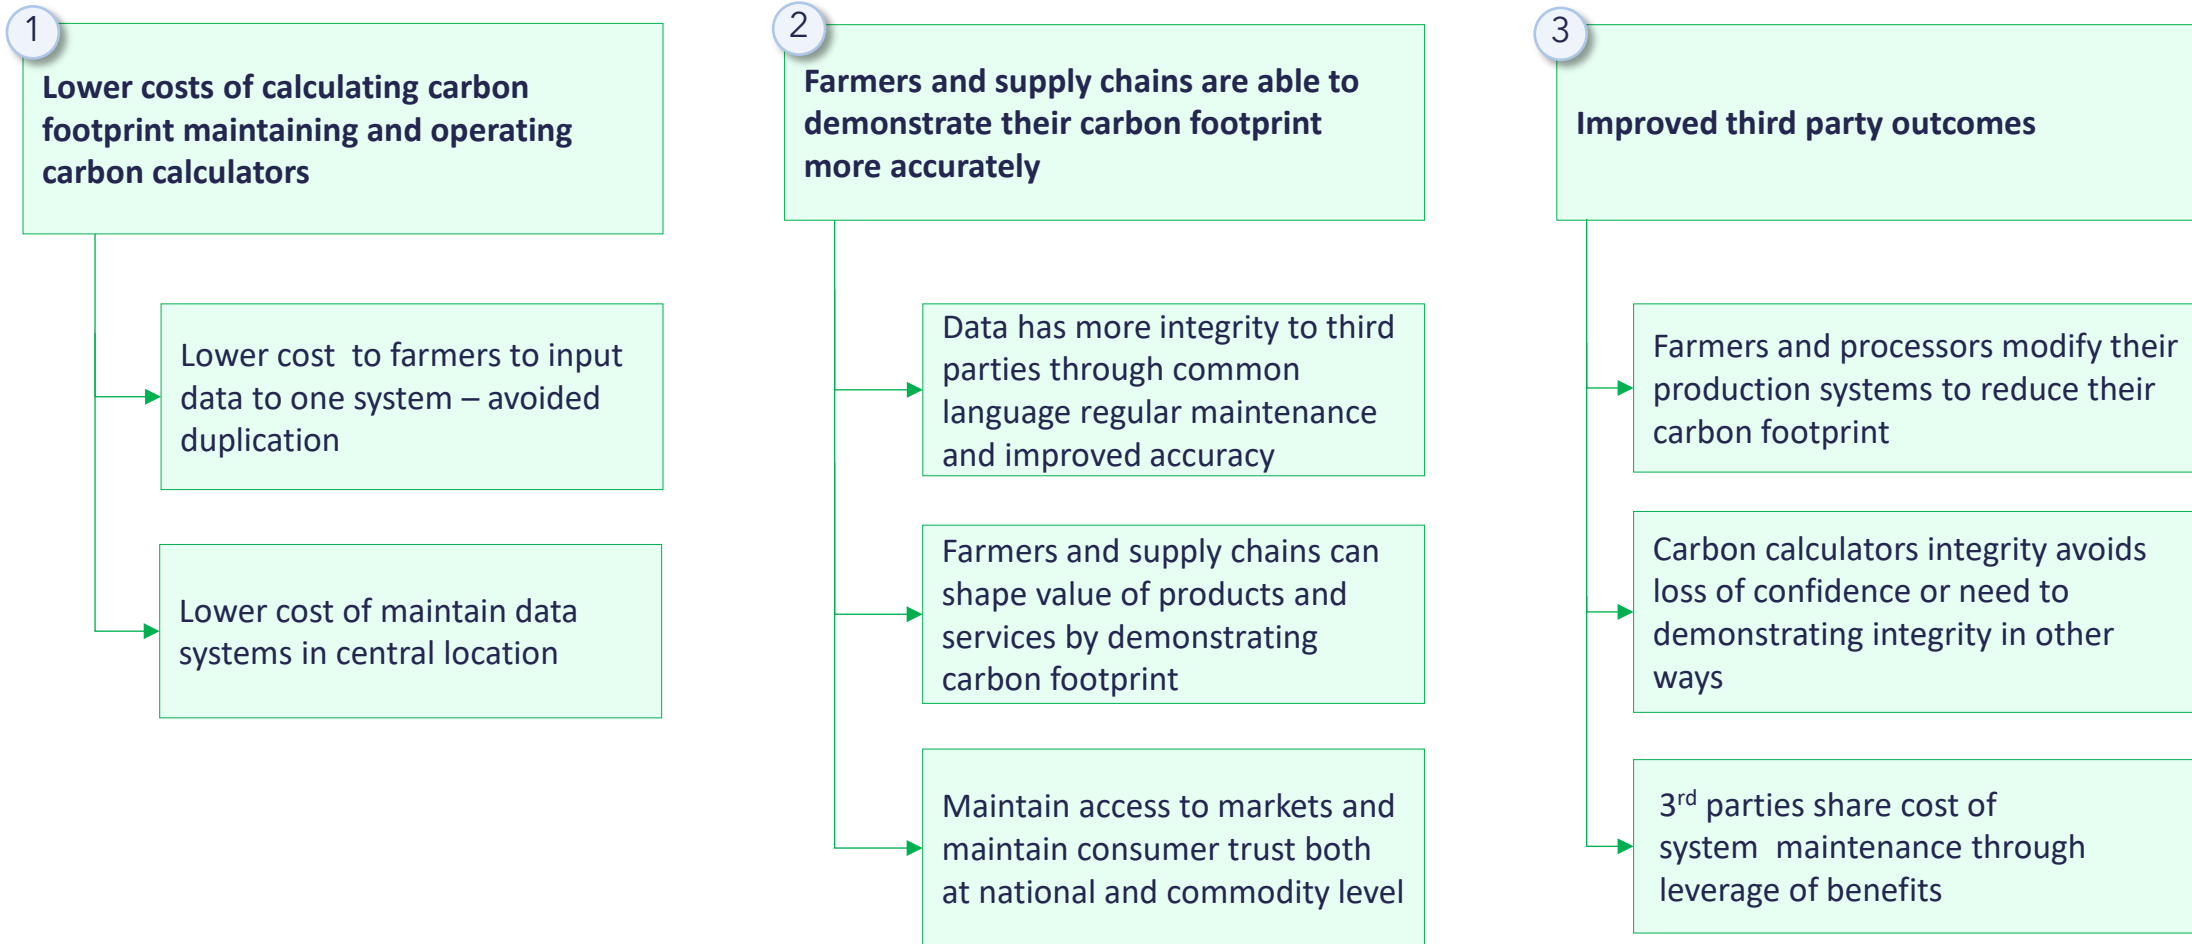 1
Lower costs of calculating carbon
footprint maintaining and operating
carbon calculators
Lower cost  to farmers to input
data to one system – avoided
duplication
Lower cost of maintain data
systems in central location
2
Farmers and supply chains are able to
demonstrate their carbon footprint
more accurately
Data has more integrity to third
parties through common
language regular maintenance
and improved accuracy
Farmers and supply chains can
shape value of products and
services by demonstrating
carbon footprint
Maintain access to markets and
maintain consumer trust both
at national and commodity level
3
Improved third party outcomes
Farmers and processors modify their
production systems to reduce their
carbon footprint
Carbon calculators integrity avoids
loss of confidence or need to
demonstrating integrity in other
ways
3rd parties share cost of
system  maintenance through
leverage of benefits